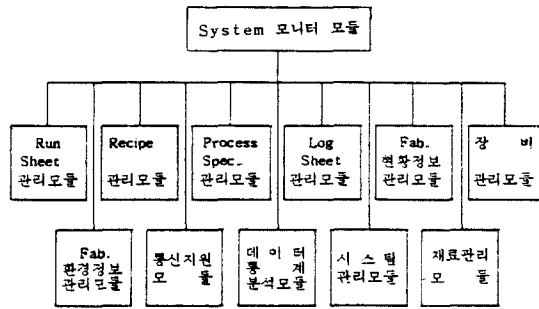 System 모니터 모듈
Run
Sheet
관리모듈
Recipe
관리모듈
Process
Spec.
관리모듈
Log
Sheet
관리모듈
Fab.
현황정보
관리모듈
장 비
관리모듈
Fab.
환경정보
관리모듈
통신지원
모 듈
데 이 터
통 계
분석모듈
시 스 템
관리모듈
재료관리
모 듈